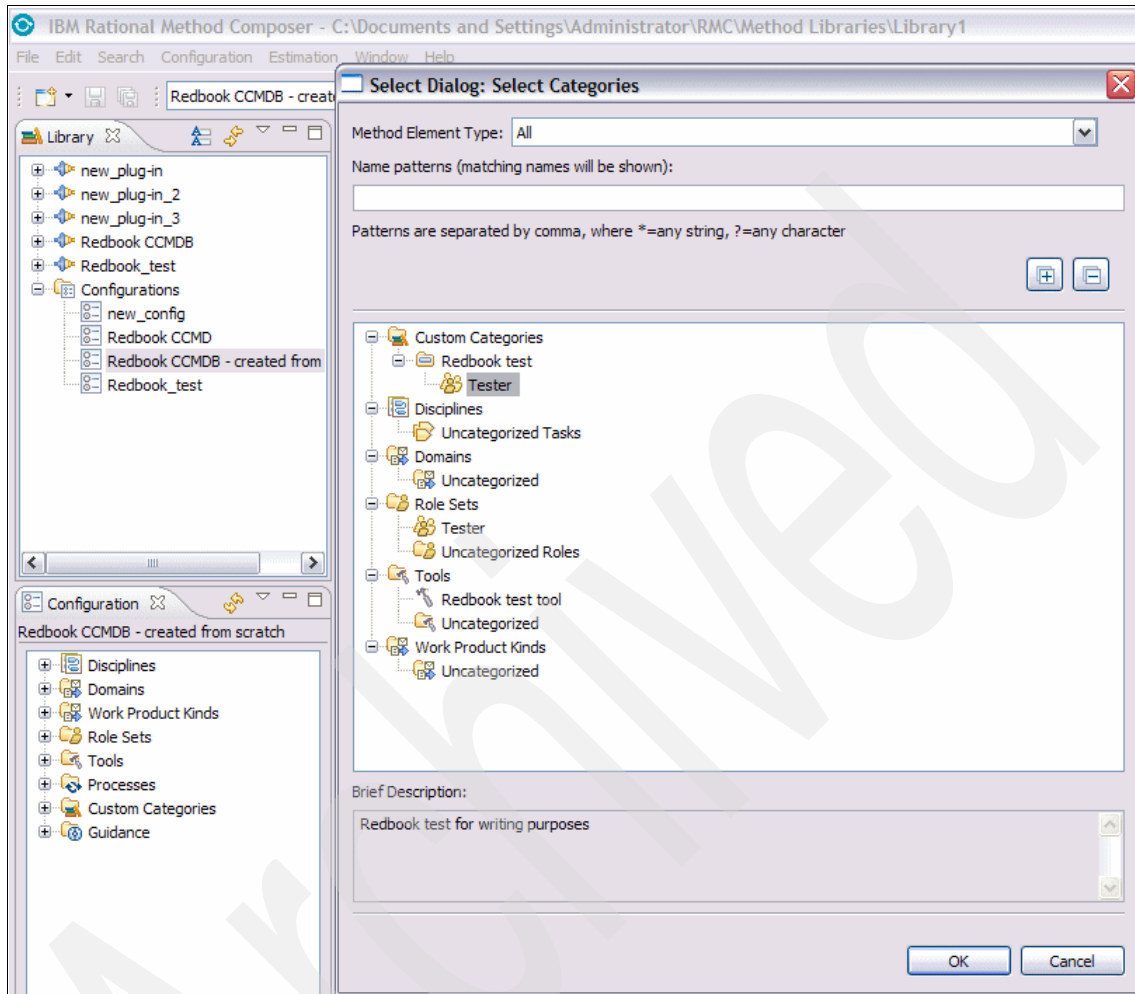 IBM Rational Method Composer - C:\Documents and Settings\Administrator\RMC\Method Libraries\Library1
File Edit Search Configuration Estimation Window Help
Redbook CCMDB - creat
Library
new_plug-in
new_plug-in_2
new_plug-in_3
Redbook CCMDB
Redbook_test
Configurations
new_config
Redbook CCMD
Redbook CCMDB - created from
Redbook_test
Configuration
Redbook CCMDB - created from scratch
Disciplines
Domains
Work Product Kinds
Role Sets
Tools
Processes
Custom Categories
Guidance
Select Dialog: Select Categories
Method Element Type: All
Name patterns (matching names will be shown):
Patterns are separated by comma, where *=any string, ?=any character
Custom Categories
Redbook test
Tester
Disciplines
Uncategorized Tasks
Domains
Uncategorized
Role Sets
Tester
Uncategorized Roles
Tools
Redbook test tool
Uncategorized
Work Product Kinds
Uncategorized
Brief Description:
Redbook test for writing purposes
OK Cancel
Archived